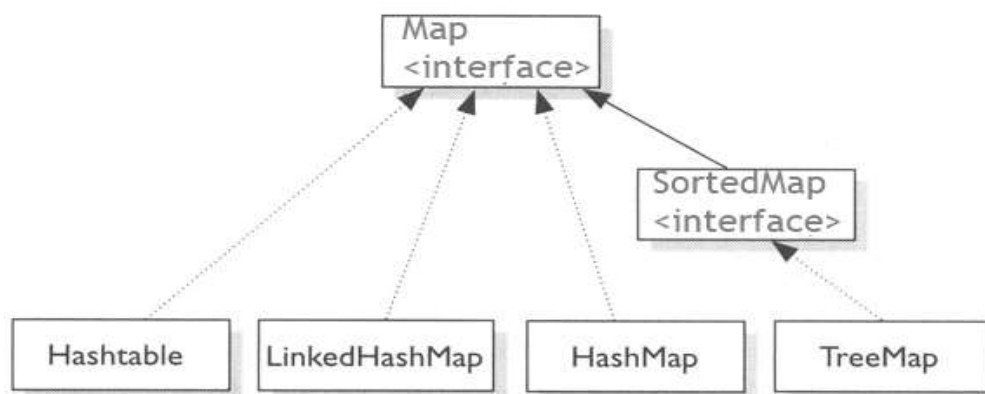 Map
<interface>
SortedMap
<interface>
Hashtable
LinkedHashMap
HashMap
TreeMap